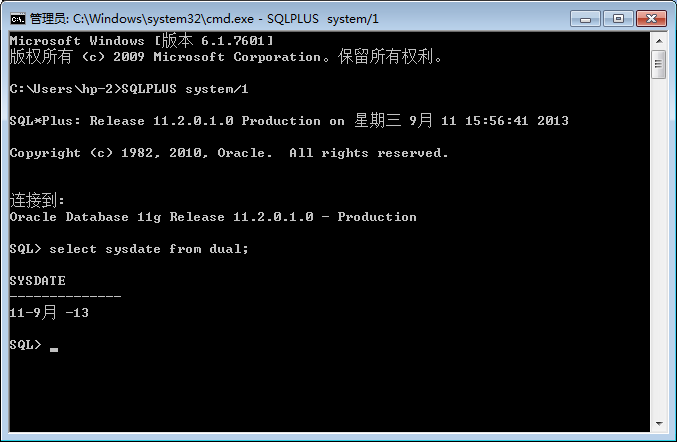 管理员: C:\Windows\system32\cmd.exe - SQLPLUS system/1
Microsoft Windows [版本 6.1.7601]
版权所有 (c) 2009 Microsoft Corporation。保留所有权利。
C:\Users\hp-2>SQLPLUS system/1
SQL*Plus: Release 11.2.0.1.0 Production on 星期三 9月 11 15:56:41 2013
Copyright (c) 1982, 2010, Oracle.  All rights reserved.
连接到:
Oracle Database 11g Release 11.2.0.1.0 - Production
SQL> select sysdate from dual;
SYSDATE
--------------
11-9月 -13
SQL>